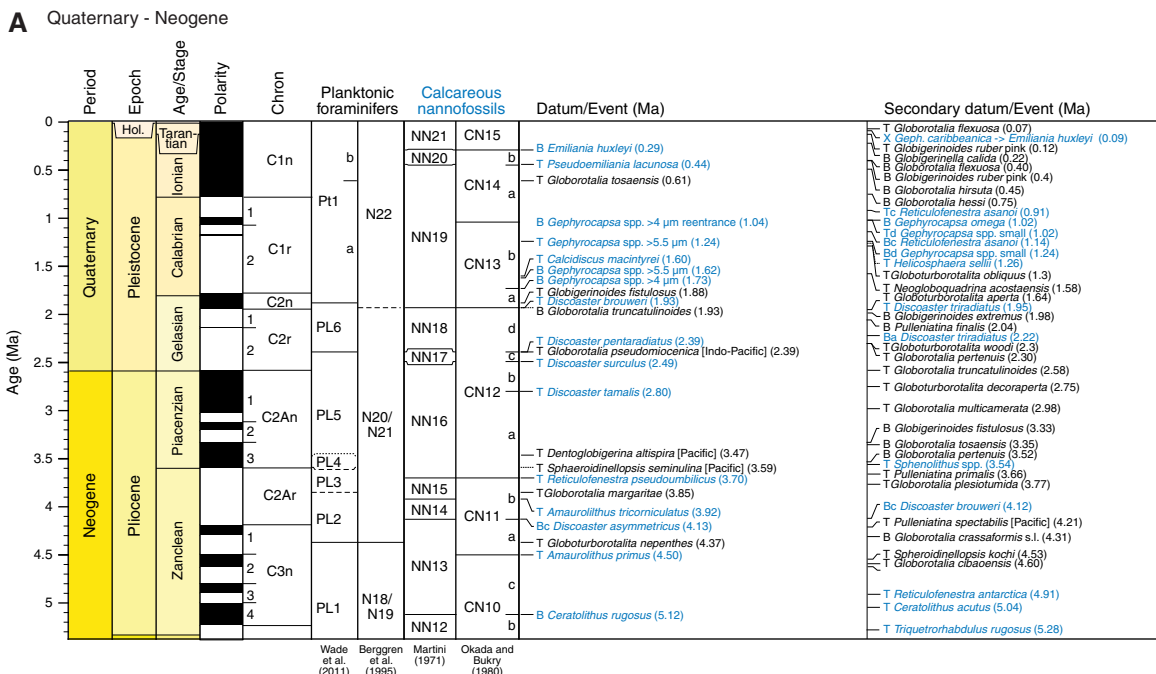 A Quaternary - Neogene
Period
Epoch
Age/Stage
Polarity
Chron
Planktonic
foraminifers
Calcareous
nannofossils
Datum/Event (Ma)
Secondary datum/Event (Ma)
Age (Ma)
0
0.5
1
1.5
2
2.5
3
3.5
4
4.5
5
Quaternary
Neogene
Hol.
Pleistocene
Pliocene
Taran-
tian
Ionian
Calabrian
Gelasian
Piacenzian
Zanclean
C1n
1
C1r
2
C2n
1
C2r
2
1
C2An
2
3
C2Ar
1
2
C3n
3
4
b
Pt1
a
PL6
PL5
PL4
PL3
PL2
PL1
N22
N20/
N21
N18/
N19
NN21
NN20
NN19
NN18
NN17
NN16
NN15
NN14
NN13
NN12
CN15
b
CN14
a
CN13
b
a
d
c
CN12
b
a
b
CN11
a
c
CN10
b
Wade
et al.
(2011)
Berggren
et al.
(1995)
Martini
(1971)
Okada and
Bukry
(1980)
B Emiliania huxleyi (0.29)
T Pseudoemiliania lacunosa (0.44)
T Globorotalia tosaensis (0.61)
B Gephyrocapsa spp. >4 µm reentrance (1.04)
T Gephyrocapsa spp. >5.5 µm (1.24)
T Calcidiscus macintyrei (1.60)
B Gephyrocapsa spp. >5.5 µm (1.62)
B Gephyrocapsa spp. >4 µm (1.73)
T Globigerinoides fistulosus (1.88)
T Discoaster brouweri (1.93)
B Globorotalia truncatulinoides (1.93)
T Discoaster pentaradiatus (2.39)
T Globorotalia pseudomiocenica [Indo-Pacific] (2.39)
T Discoaster surculus (2.49)
T Discoaster tamalis (2.80)
T Dentoglobigerina altispira [Pacific] (3.47)
T Sphaeroidinellopsis seminulina [Pacific] (3.59)
T Reticulofenestra pseudoumbilicus (3.70)
T Globorotalia margaritae (3.85)
T Amaurolithus tricorniculatus (3.92)
Bc Discoaster asymmetricus (4.13)
T Globoturborotalita nepenthes (4.37)
T Amaurolithus primus (4.50)
B Ceratolithus rugosus (5.12)
T Globorotalia flexuosa (0.07)
X Geph. caribbeanica -> Emiliania huxleyi (0.09)
T Globigerinoides ruber pink (0.12)
B Globigerinella calida (0.22)
B Globorotalia flexuosa (0.40)
B Globigerinoides ruber pink (0.4)
B Globorotalia hirsuta (0.45)
B Globorotalia hessi (0.75)
Tc Reticulofenestra asanoi (0.91)
B Gephyrocapsa omega (1.02)
Td Gephyrocapsa spp. small (1.02)
Bc Reticulofenestra asanoi (1.14)
Bd Gephyrocapsa spp. small (1.24)
T Helicosphaera sellii (1.26)
T Globoturborotalita obliquus (1.3)
T Neogloboquadrina acostaensis (1.58)
T Globoturborotalita aperta (1.64)
T Discoaster triradiatus (1.95)
B Globigerinoides extremus (1.98)
B Pulleniatina finalis (2.04)
Ba Discoaster triradiatus (2.22)
T Globoturborotalita woodi (2.3)
T Globorotalia pertenuis (2.30)
T Globorotalia truncatulinoides (2.58)
T Globoturborotalita decoraperta (2.75)
T Globorotalia multicamerata (2.98)
B Globigerinoides fistulosus (3.33)
B Globorotalia tosaensis (3.35)
B Globorotalia pertenuis (3.52)
T Sphenolithus spp. (3.54)
T Pulleniatina primalis (3.66)
T Globorotalia plesiotumida (3.77)
Bc Discoaster brouweri (4.12)
T Pulleniatina spectabilis [Pacific] (4.21)
B Globorotalia crassaformis s.l. (4.31)
T Spheroidinellopsis kochi (4.53)
T Globorotalia cibaoensis (4.60)
T Reticulofenestra antarctica (4.91)
T Ceratolithus acutus (5.04)
T Triquetrorhabdulus rugosus (5.28)